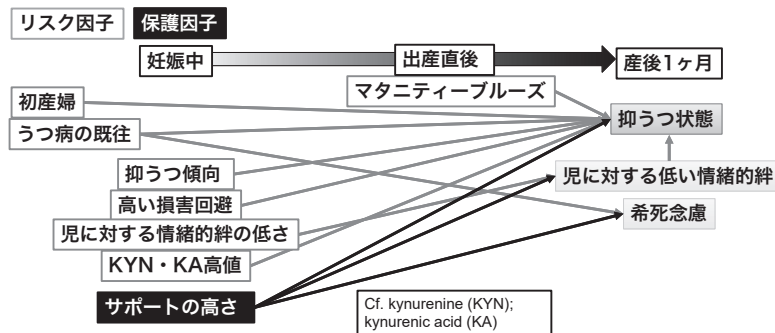 リスク因子
保護因子
妊娠中
出産直後
産後1ヶ月
マタニティーブルーズ
初産婦
うつ病の既往
抑うつ状態
抑うつ傾向
児に対する低い情緒的絆
高い損害回避
希死念慮
児に対する情緒的絆の低さ
KYN・KA高値
サポートの高さ
Cf. kynurenine (KYN);
kynurenic acid (KA)